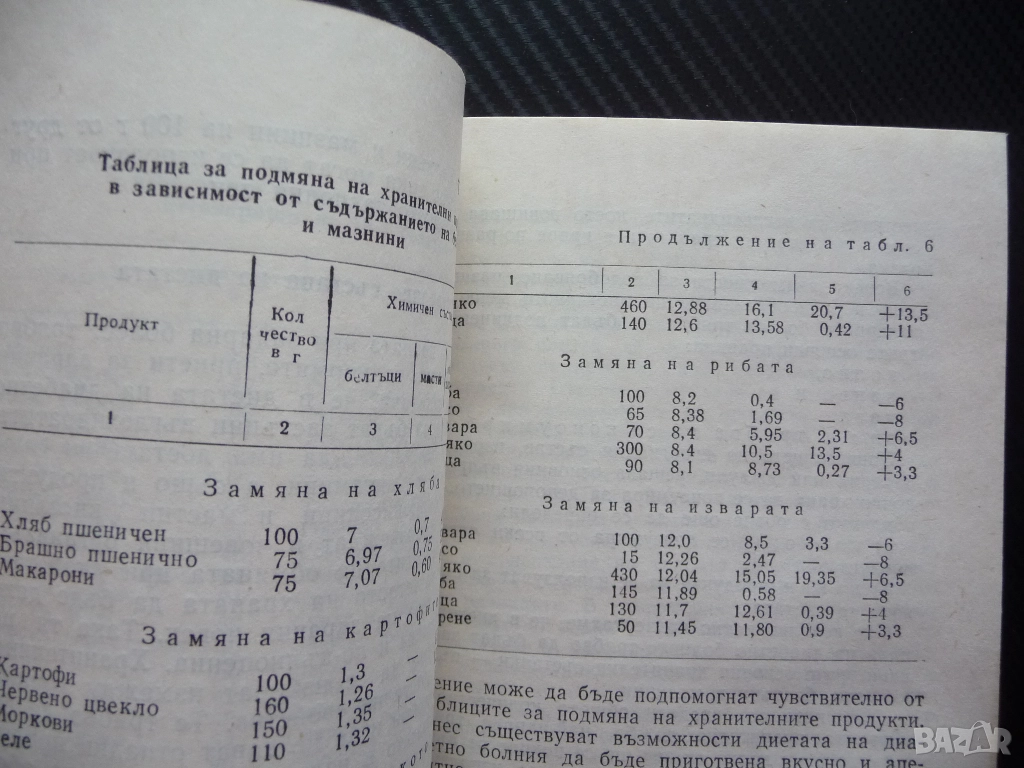 Таблица за подмяна на хранителни
в зависимост от съдържанието на
и мазнини
Продукт
Кол
чество
в г
Химичен със
белтъци
масти
1 2 3 4
Замяна на хляба
Хляб пшеничен 100 7 0,7
Брашно пшенично 75 6,97 0,75
Макарони 75 7,07 0,60
Замяна на картофи
Картофи 100 1,3 —
Червено цвекло 160 1,26 —
Моркови 150 1,35 —
еле 110 1,32
Продължение на табл. 6
1 2 3 4 5 6
яко 460 12,88 16,1 20,7 +13,5
ца 140 12,6 13,58 0,42 +11
Замяна на рибата
ба 100 8,2 0,4 — —6
со 65 8,38 1,69 — —8
вара 70 8,4 5,95 2,31 +6,5
яко 300 8,4 10,5 13,5 +4
ца 90 8,1 8,73 0,27 +3,3
Замяна на изварата
вара 100 12,0 8,5 3,3 —6
со 15 12,26 2,47 — —8
яко 430 12,04 15,05 19,35 +6,5
ба 145 11,89 0.58 — —8
ца 130 11,7 12,61 0,39 +4
рене 50 11,45 11,80 0,9 +3,3
ение може да бъде подпомогнат чувствително от
блиците за подмяна на хранителните продукти.
нес съществуват възможности диетата на диа-
етно болния да бъде приготвена вкусно и апе-
BAZAR